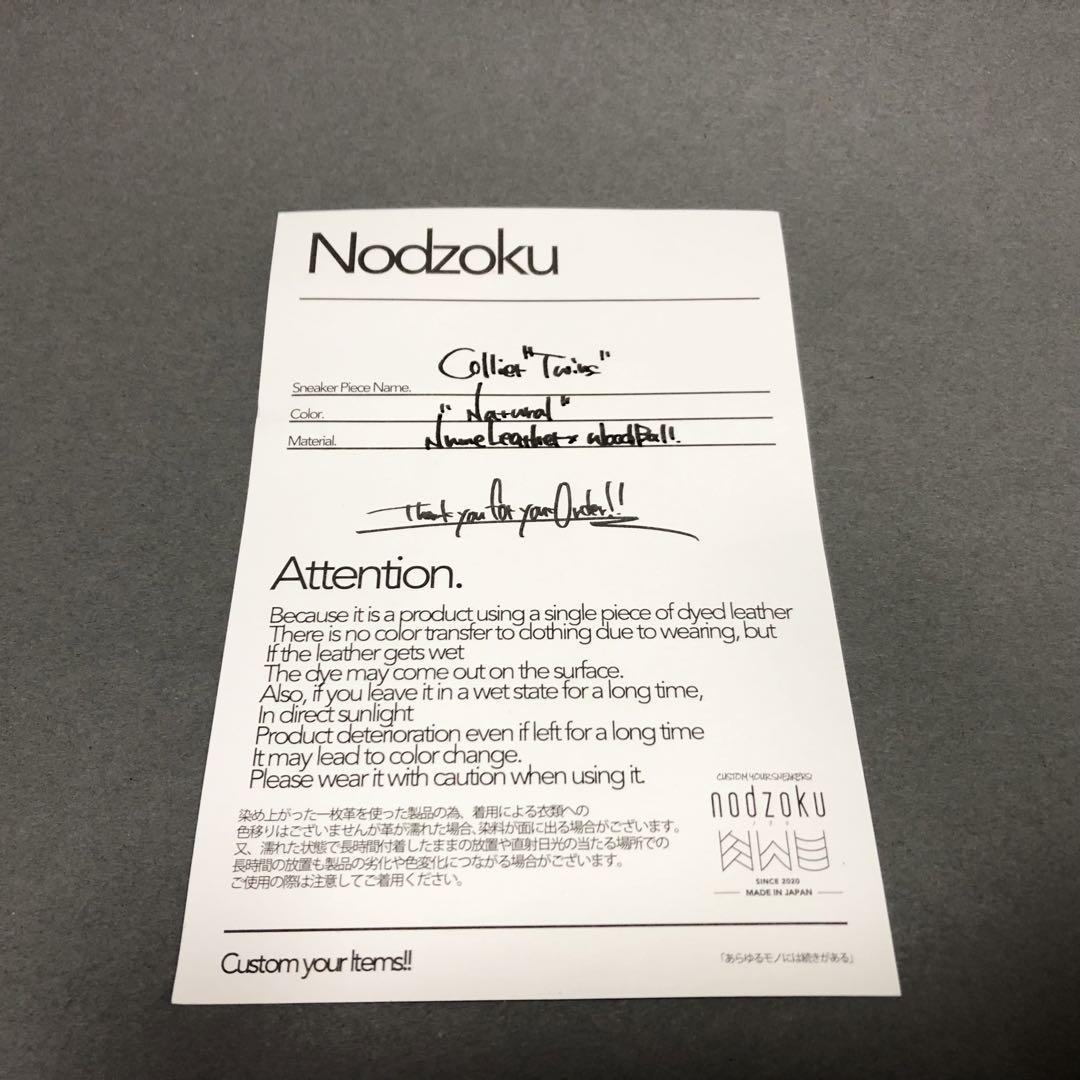 Nodzoku
Collier "Twins"
Sneaker Piece Name.
Color. "Natural"
Material. Nume Leather × Wood Ball.
Thank you for your Order!!
Attention.
Because it is a product using a single piece of dyed leather
There is no color transfer to clothing due to wearing, but
If the leather gets wet
The dye may come out on the surface.
Also, if you leave it in a wet state for a long time,
In direct sunlight
Product deterioration even if left for a long time
It may lead to color change.
Please wear it with caution when using it.
染め上がった一枚革を使った製品の為、着用による衣類への
色移りはございませんが革が濡れた場合、染料が面に出る場合がございます。
又、濡れた状態で長時間付着したままの放置や直射日光の当たる場所での
長時間の放置も製品の劣化や色変化につながる場合がございます。
ご使用の際は注意してご着用ください。
CUSTOM YOUR SNEAKERS!
nodzoku
SINCE 2020
MADE IN JAPAN
Custom your Items!!
「あらゆるモノには続きがある」